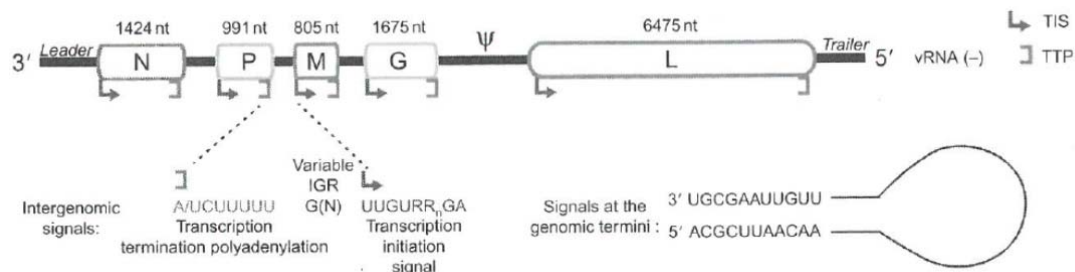 1424 nt 991 nt 805 nt 1675 nt 6475 nt
3′ Leader N P M G Ψ L Trailer 5′ vRNA (–)
TIS
TTP
Intergenomic signals:
A/UCUUUUU
Transcription
termination polyadenylation
Variable
IGR
G(N)
UUGURRₙGA
Transcription
initiation
signal
Signals at the
genomic termini :
3′ UGCGAAUUGUU
5′ ACGCUUAACAA